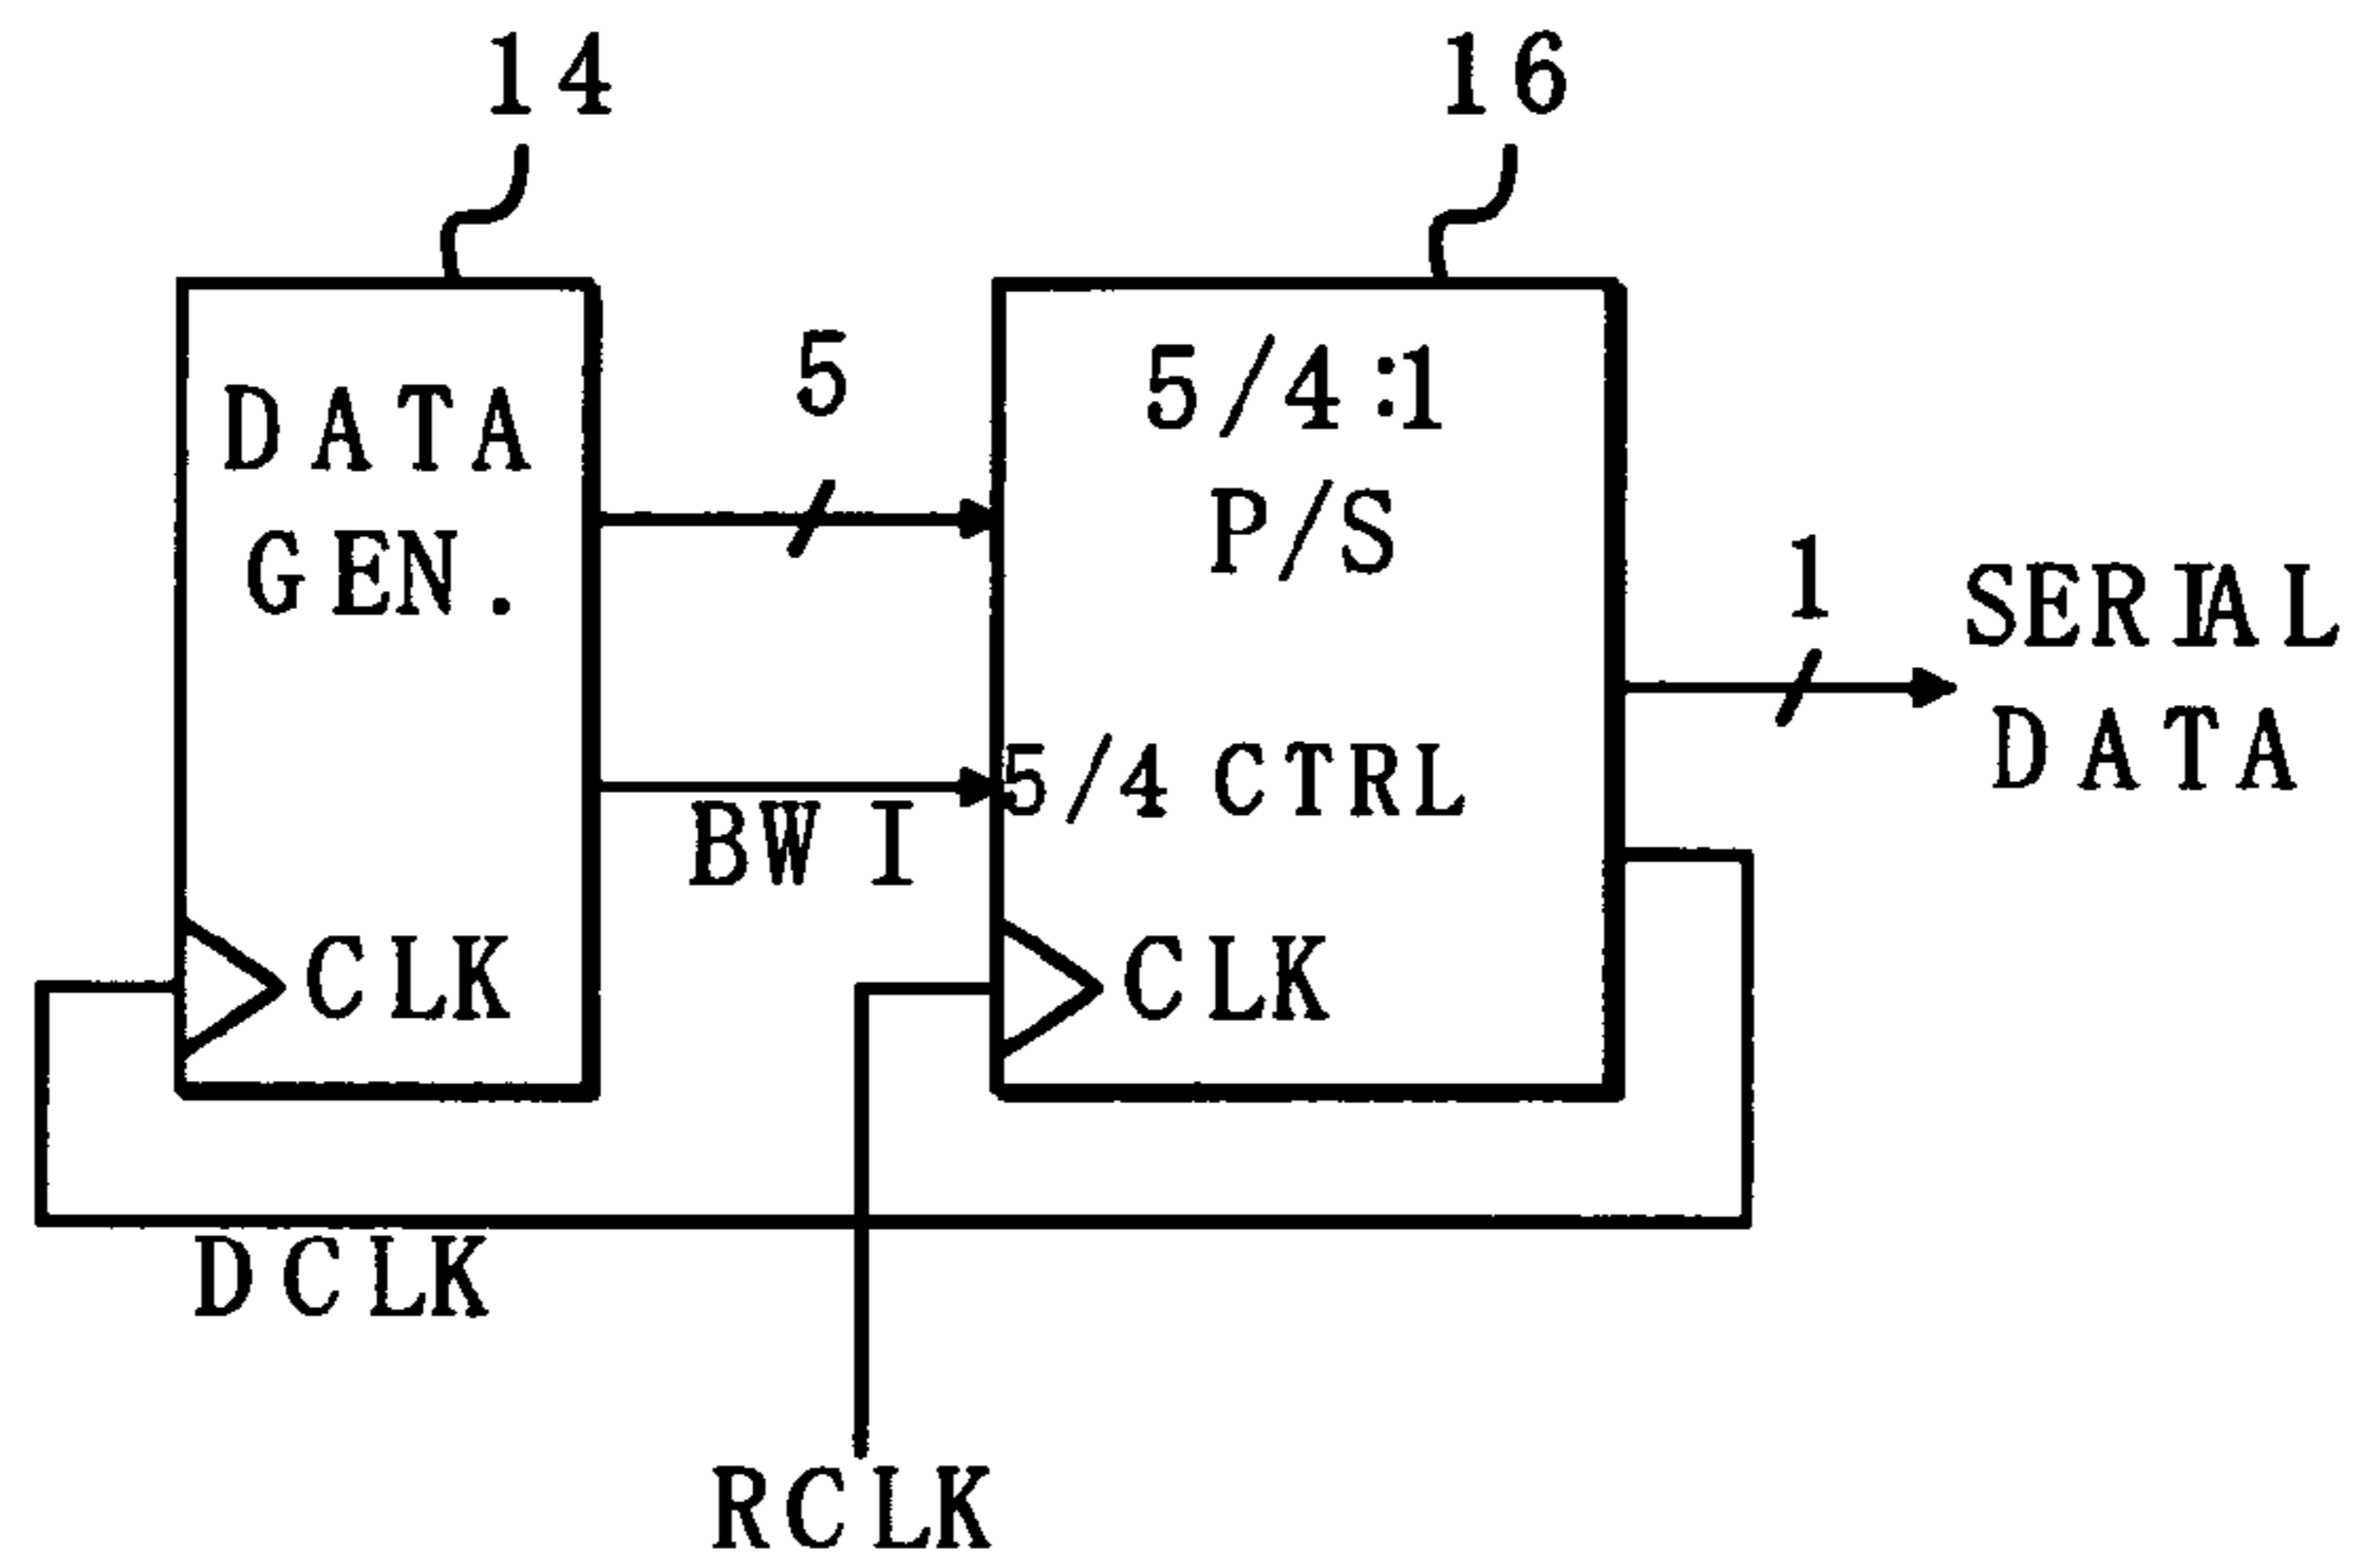 14
16
DATA
GEN.
CLK
5
BWI
5/4:1
P/S
5/4 CTRL
CLK
1
SERIAL
DATA
DCLK
RCLK